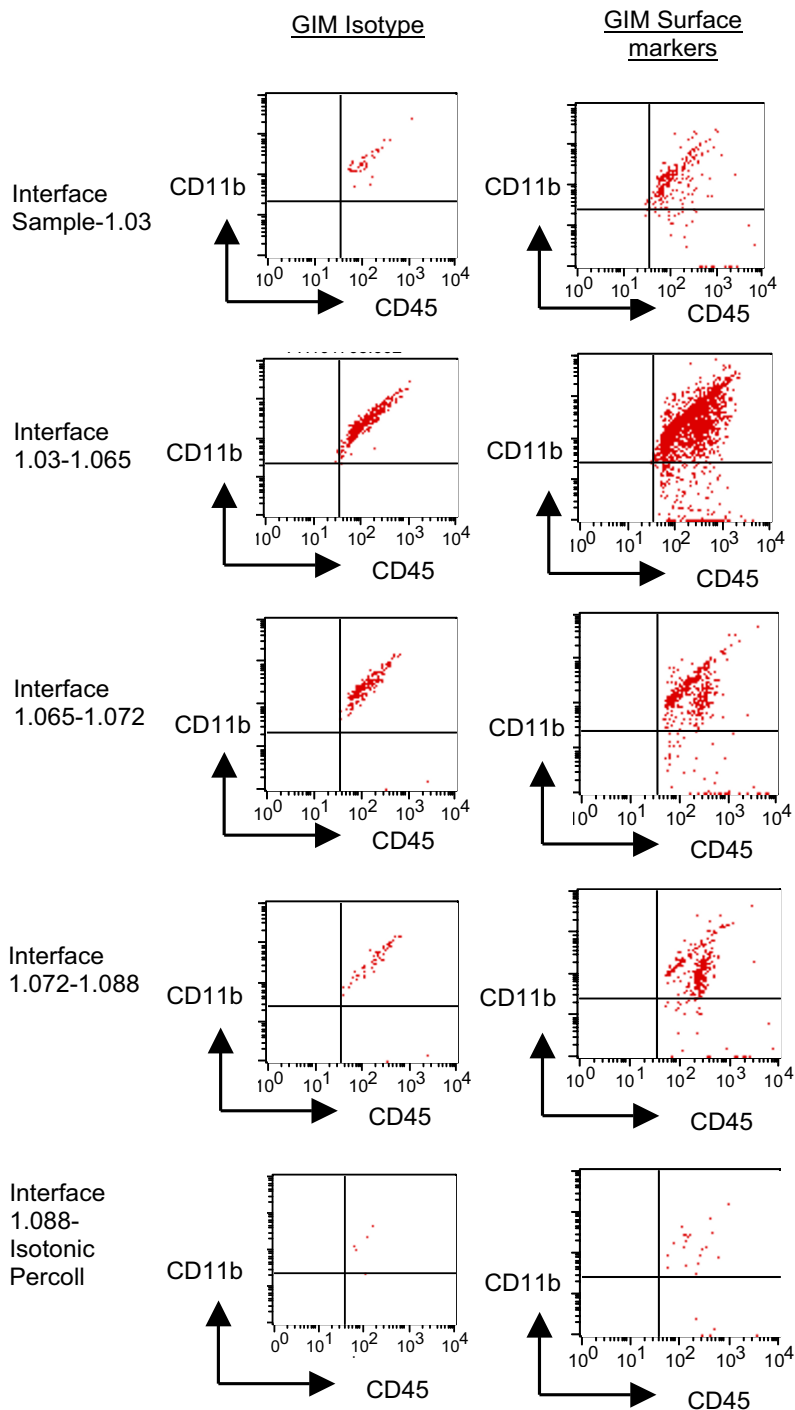 GIM Isotype
GIM Surface
markers
Interface
Sample-1.03
CD11b
10^0 10^1 10^2 10^3 10^4
CD45
CD11b
10^0 10^1 10^2 10^3 10^4
CD45
Interface
1.03-1.065
CD11b
10^0 10^1 10^2 10^3 10^4
CD45
CD11b
10^0 10^1 10^2 10^3 10^4
CD45
Interface
1.065-1.072
CD11b
10^0 10^1 10^2 10^3 10^4
CD45
CD11b
10^0 10^1 10^2 10^3 10^4
CD45
Interface
1.072-1.088
CD11b
10^0 10^1 10^2 10^3 10^4
CD45
CD11b
10^0 10^1 10^2 10^3 10^4
CD45
Interface
1.088-
Isotonic
Percoll
CD11b
0^0 10^1 10^2 10^3 10^4
CD45
CD11b
10^0 10^1 10^2 10^3 10^4
CD45